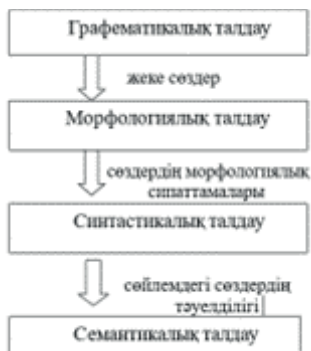 Графематикалық талдау
жеке сөздер
Морфологиялық талдау
сөздердің морфологиялық
сипаттамалары
Синтастикалық талдау
сөйлемдегі сөздердің
тәуелділігі
Семантикалық талдау